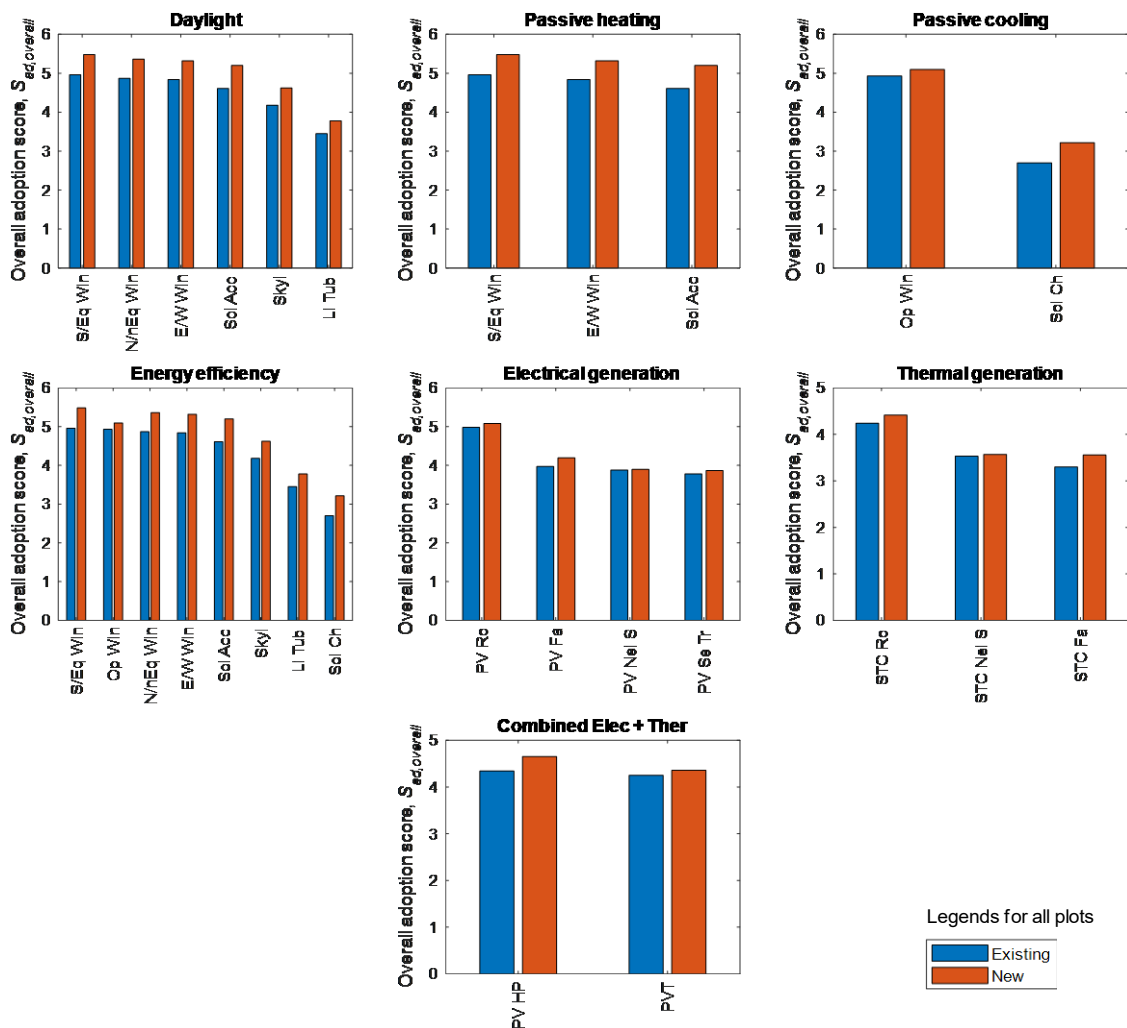 Daylight
Overall adoption score, S_ad,overall
6
5
4
3
2
1
0
S/Eq Win
N/nEq Win
E/W Win
Sol Acc
Skyl
LI Tub
Passive heating
Overall adoption score, S_ad,overall
6
5
4
3
2
1
0
S/Eq Win
E/W Win
Sol Acc
Passive cooling
Overall adoption score, S_ad,overall
6
5
4
3
2
1
0
Op Win
Sol Ch
Energy efficiency
Overall adoption score, S_ad,overall
6
5
4
3
2
1
0
S/Eq Win
Op Win
N/nEq Win
E/W Win
Sol Acc
Skyl
LI Tub
Sol Ch
Electrical generation
Overall adoption score, S_ad,overall
6
5
4
3
2
1
0
PV Ro
PV Fa
PV Nei S
PV Se Tr
Thermal generation
Overall adoption score, S_ad,overall
5
4
3
2
1
0
STC Ro
STC Nei S
STC Fa
Combined Elec + Ther
Overall adoption score, S_ad,overall
5
4
3
2
1
0
PV HP
PVT
Legends for all plots
Existing
New